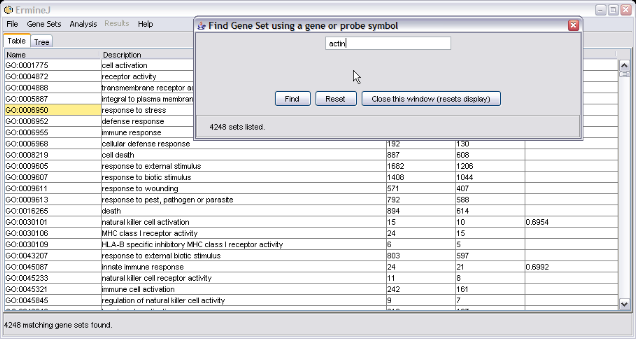 ErmineJ
File Gene Sets Analysis Results Help
Table Tree
Find Gene Set using a gene or probe symbol
actin
Find Reset Close this window (resets display)
4248 sets listed.
Name Description
GO:0001775 cell activation
GO:0004872 receptor activity
GO:0004888 transmembrane receptor ac
GO:0005887 integral to plasma membran
GO:0006950 response to stress
GO:0006952 defense response
GO:0006955 immune response
GO:0006968 cellular defense response 192 130
GO:0008219 cell death 887 608
GO:0009605 response to external stimulus 1682 1206
GO:0009607 response to biotic stimulus 1408 1044
GO:0009611 response to wounding 571 407
GO:0009613 response to pest, pathogen or parasite 792 588
GO:0016265 death 894 614
GO:0030101 natural killer cell activation 15 10 0.6954
GO:0030106 MHC class I receptor activity 24 15
GO:0030109 HLA-B specific inhibitory MHC class I receptor activity 6 5
GO:0043207 response to external biotic stimulus 803 597
GO:0045087 innate immune response 24 21 0.6992
GO:0045233 natural killer cell receptor activity 11 8
GO:0045321 immune cell activation 242 161
GO:0045845 regulation of natural killer cell activation 9 7
4248 matching gene sets found.